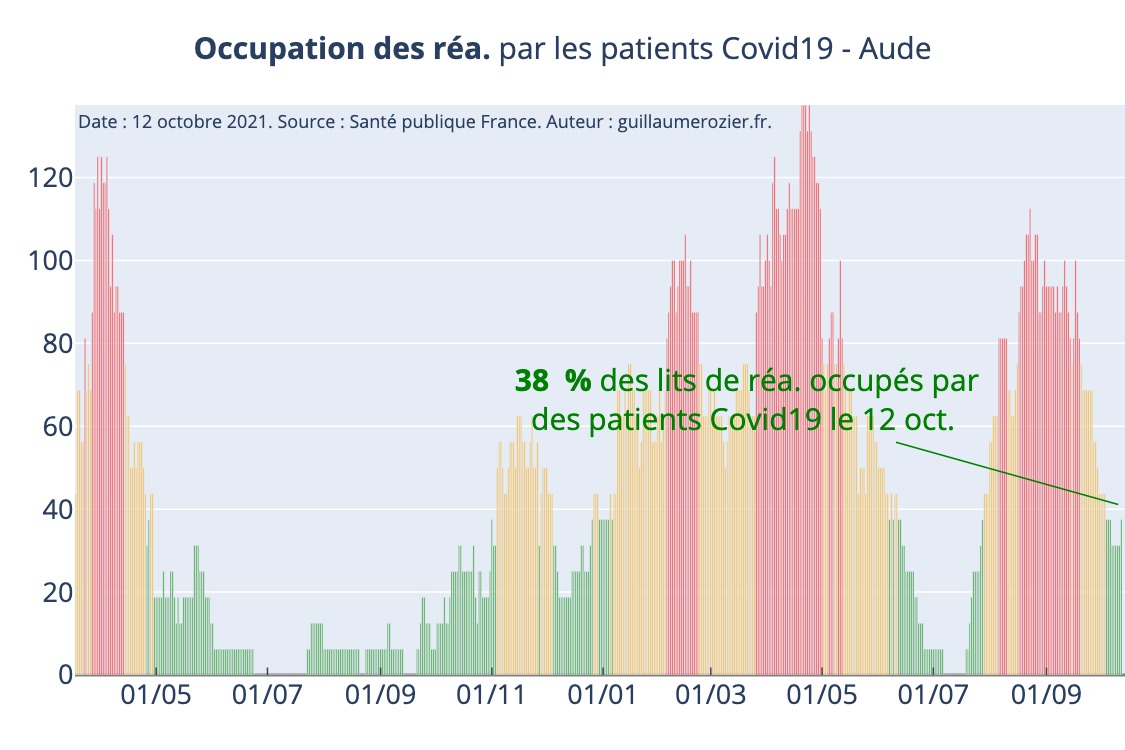 Occupation des réa. par les patients Covid19 - Aude
Date : 12 octobre 2021. Source : Santé publique France. Auteur : guillaumerozier.fr.
120
100
80
38 % des lits de réa. occupés par
des patients Covid19 le 12 oct.
60
40
20
0
01/05 01/07 01/09 01/11 01/01 01/03 01/05 01/07 01/09